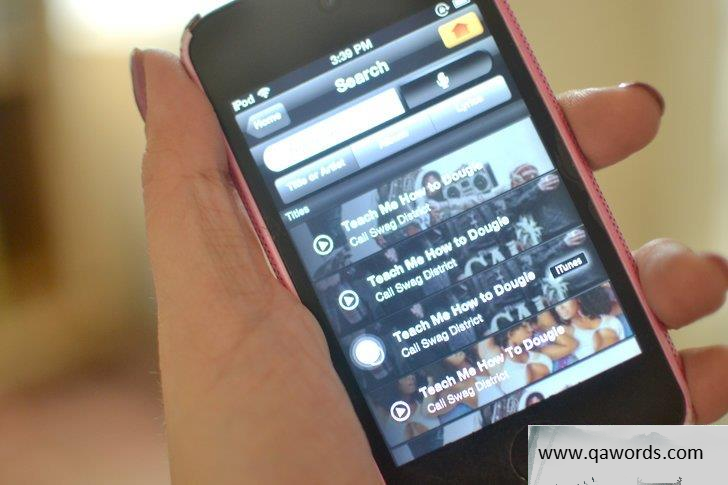 iPod
3:39 PM
Home
Search
Title or Artist
Lyrics
Titles
Teach Me How to Dougie
Cali Swag District
Teach Me How to Dougie
Cali Swag District
Teach Me How to Dougie
Cali Swag District
iTunes
Teach Me How To Dougie
Cali Swag District
www.qawords.com